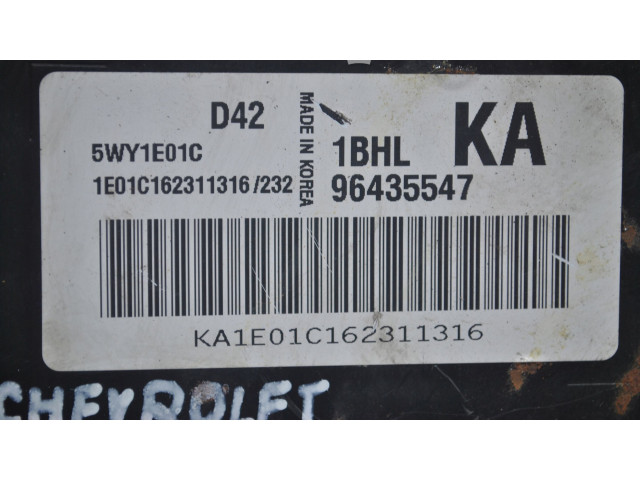 D42
5WY1E01C
1E01C162311316/232
MADE IN KOREA
1BHL
KA
96435547
KA1E01C162311316
CHEVROLET